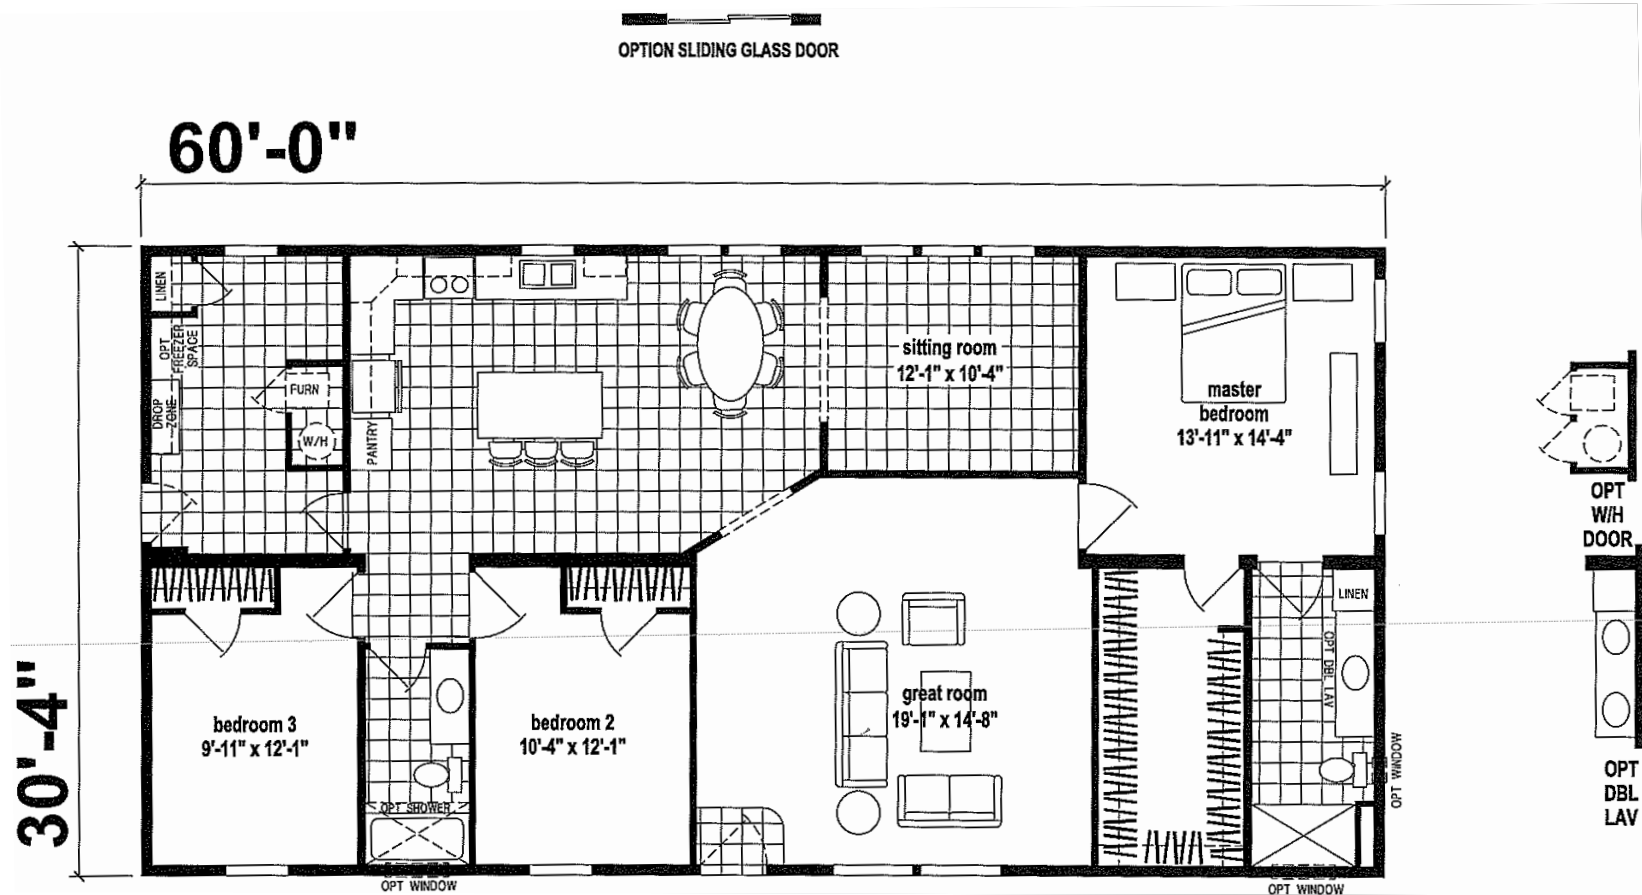 OPTION SLIDING GLASS DOOR
60'-0"
30'-4"
LINEN
OPT
FREEZER
SPACE
DROP
ZONE
FURN
W/H
PANTRY
sitting room
12'-1" x 10'-4"
master
bedroom
13'-11" x 14'-4"
OPT
W/H
DOOR
LINEN
OPT DBL LAV
great room
19'-1" x 14'-8"
bedroom 3
9'-11" x 12'-1"
bedroom 2
10'-4" x 12'-1"
OPT SHOWER
OPT WINDOW
OPT WINDOW
OPT WINDOW
OPT
DBL
LAV